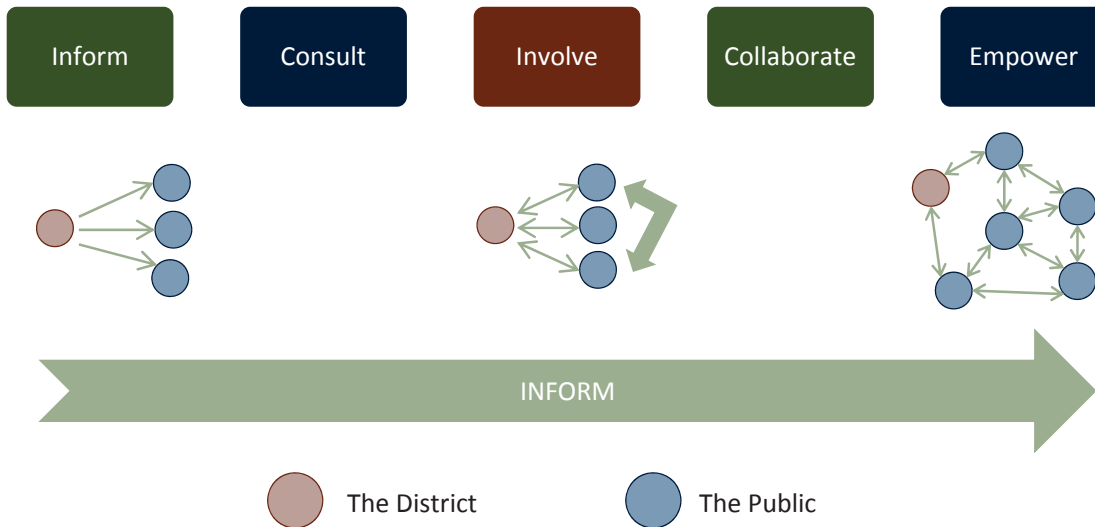 Inform
Consult
Involve
Collaborate
Empower
INFORM
The District
The Public